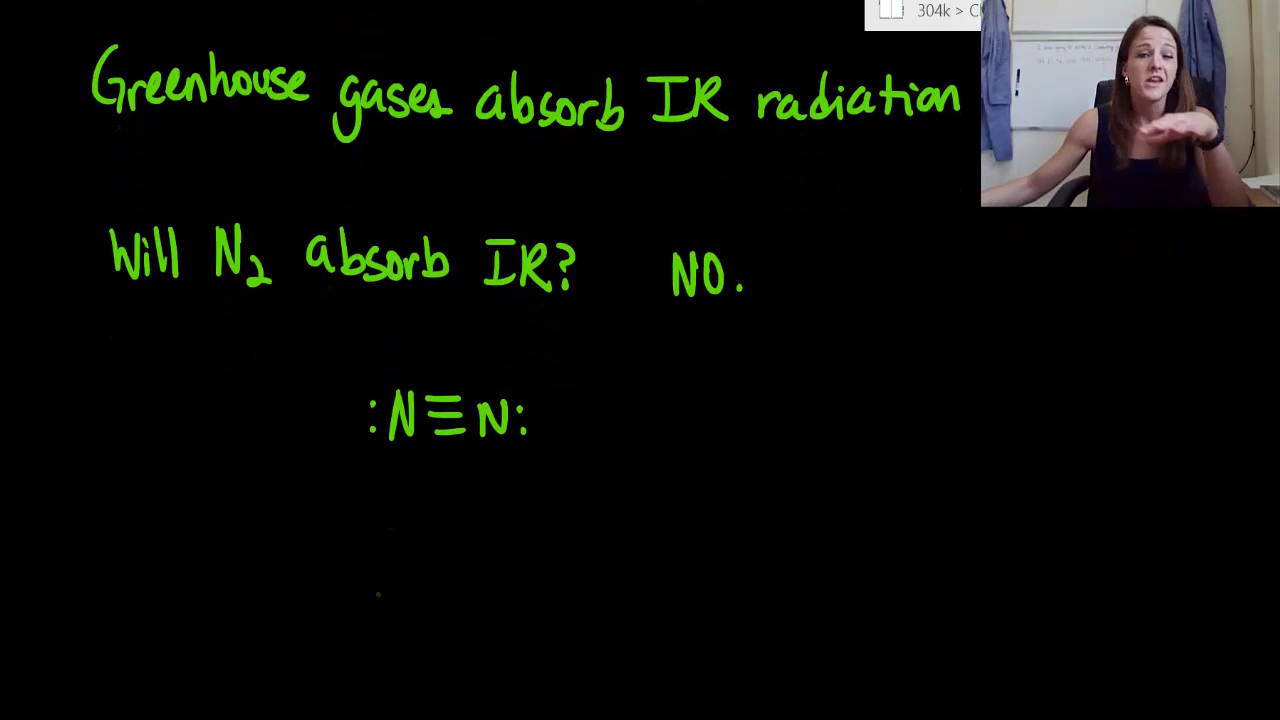 304k > C
Greenhouse gases absorb IR radiation
Will N₂ absorb IR? NO.
:N≡N: